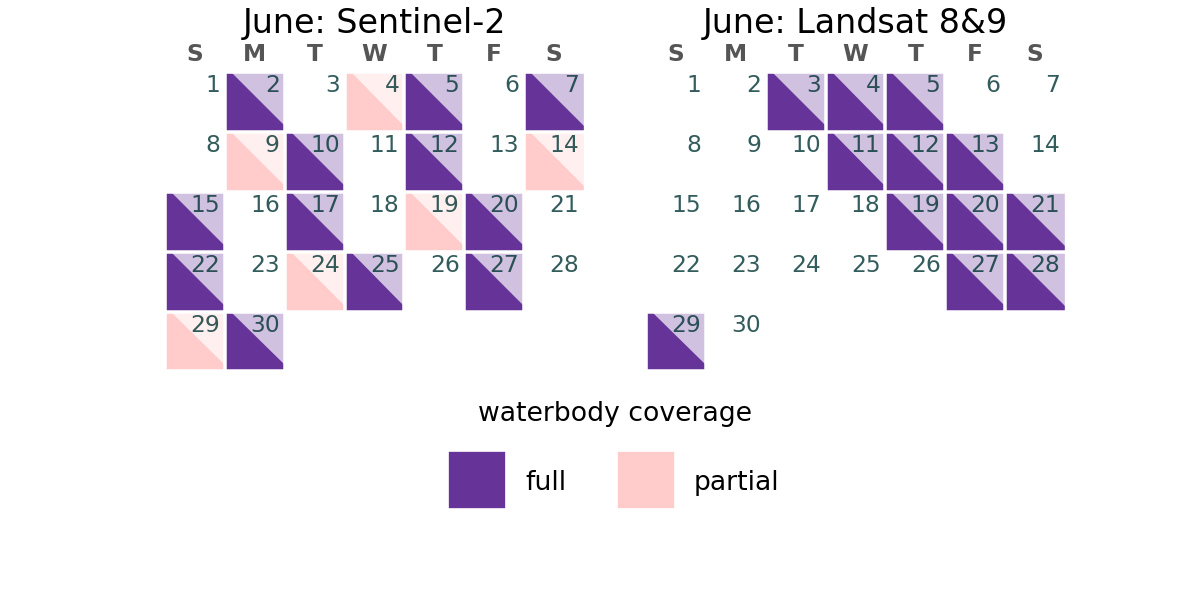 June: Sentinel-2
S M T W T F S
1 2 3 4 5 6 7
8 9 10 11 12 13 14
15 16 17 18 19 20 21
22 23 24 25 26 27 28
29 30
June: Landsat 8&9
S M T W T F S
1 2 3 4 5 6 7
8 9 10 11 12 13 14
15 16 17 18 19 20 21
22 23 24 25 26 27 28
29 30
waterbody coverage
full partial